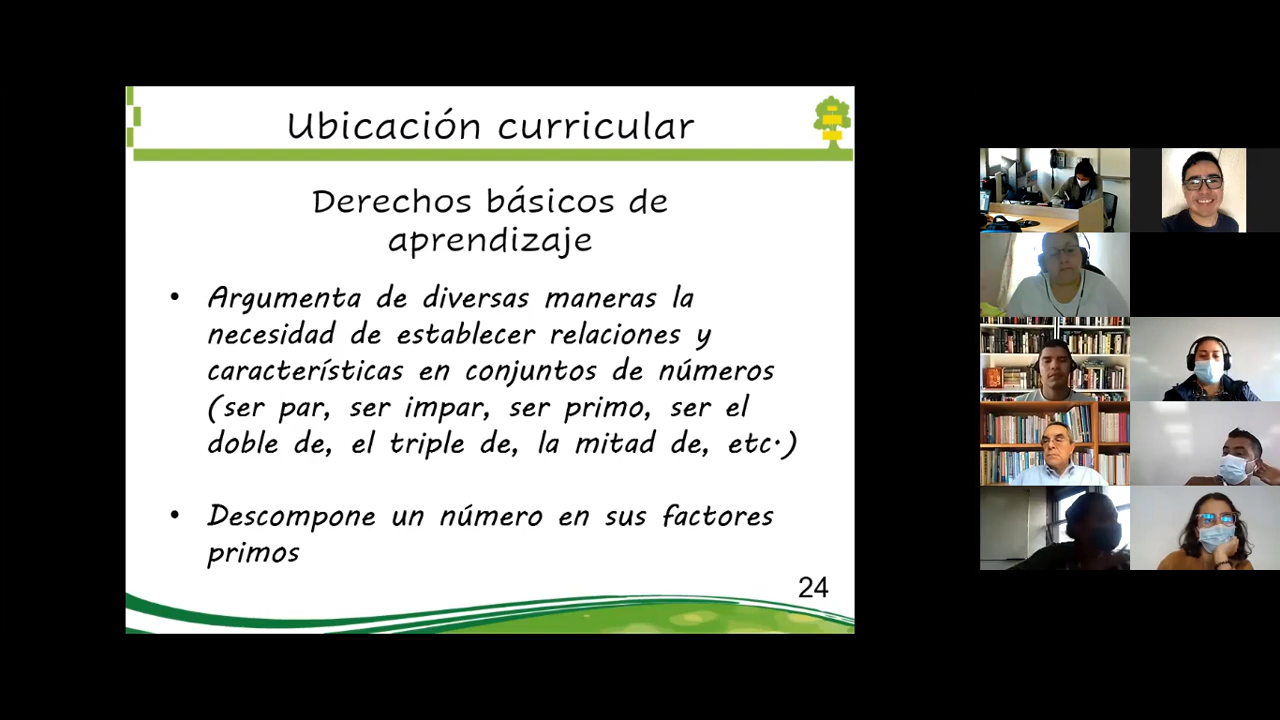 Ubicación curricular
Derechos básicos de
aprendizaje
• Argumenta de diversas maneras la
necesidad de establecer relaciones y
características en conjuntos de números
(ser par, ser impar, ser primo, ser el
doble de, el triple de, la mitad de, etc.)
• Descompone un número en sus factores
primos
24